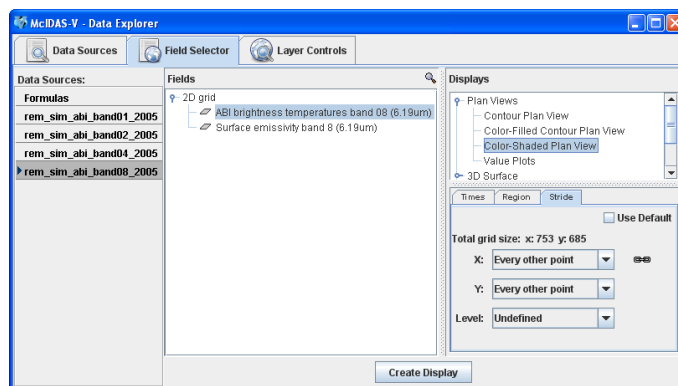 McIDAS-V - Data Explorer
Data Sources
Field Selector
Layer Controls
Data Sources:
Formulas
rem_sim_abi_band01_2005
rem_sim_abi_band02_2005
rem_sim_abi_band04_2005
rem_sim_abi_band08_2005
Fields
2D grid
ABI brightness temperatures band 08 (6.19um)
Surface emissivity band 8 (6.19um)
Displays
Plan Views
Contour Plan View
Color-Filled Contour Plan View
Color-Shaded Plan View
Value Plots
3D Surface
Times
Region
Stride
Use Default
Total grid size: x: 753 y: 685
X: Every other point
Y: Every other point
Level: Undefined
Create Display